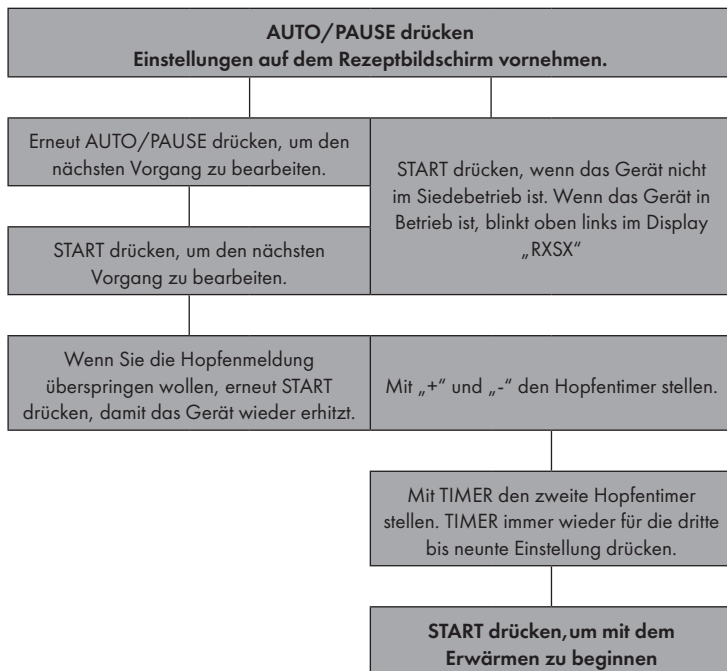 AUTO/PAUSE drücken
Einstellungen auf dem Rezeptbildschirm vornehmen.
Erneut AUTO/PAUSE drücken, um den
nächsten Vorgang zu bearbeiten.
START drücken, wenn das Gerät nicht
im Siedebetrieb ist. Wenn das Gerät in
Betrieb ist, blinkt oben links im Display
„RXSX“
START drücken, um den nächsten
Vorgang zu bearbeiten.
Wenn Sie die Hopfenmeldung
überspringen wollen, erneut START
drücken, damit das Gerät wieder erhitzt.
Mit „+“ und „-“ den Hopfentimer stellen.
Mit TIMER den zweite Hopfentimer
stellen. TIMER immer wieder für die dritte
bis neunte Einstellung drücken.
START drücken,um mit dem
Erwärmen zu beginnen